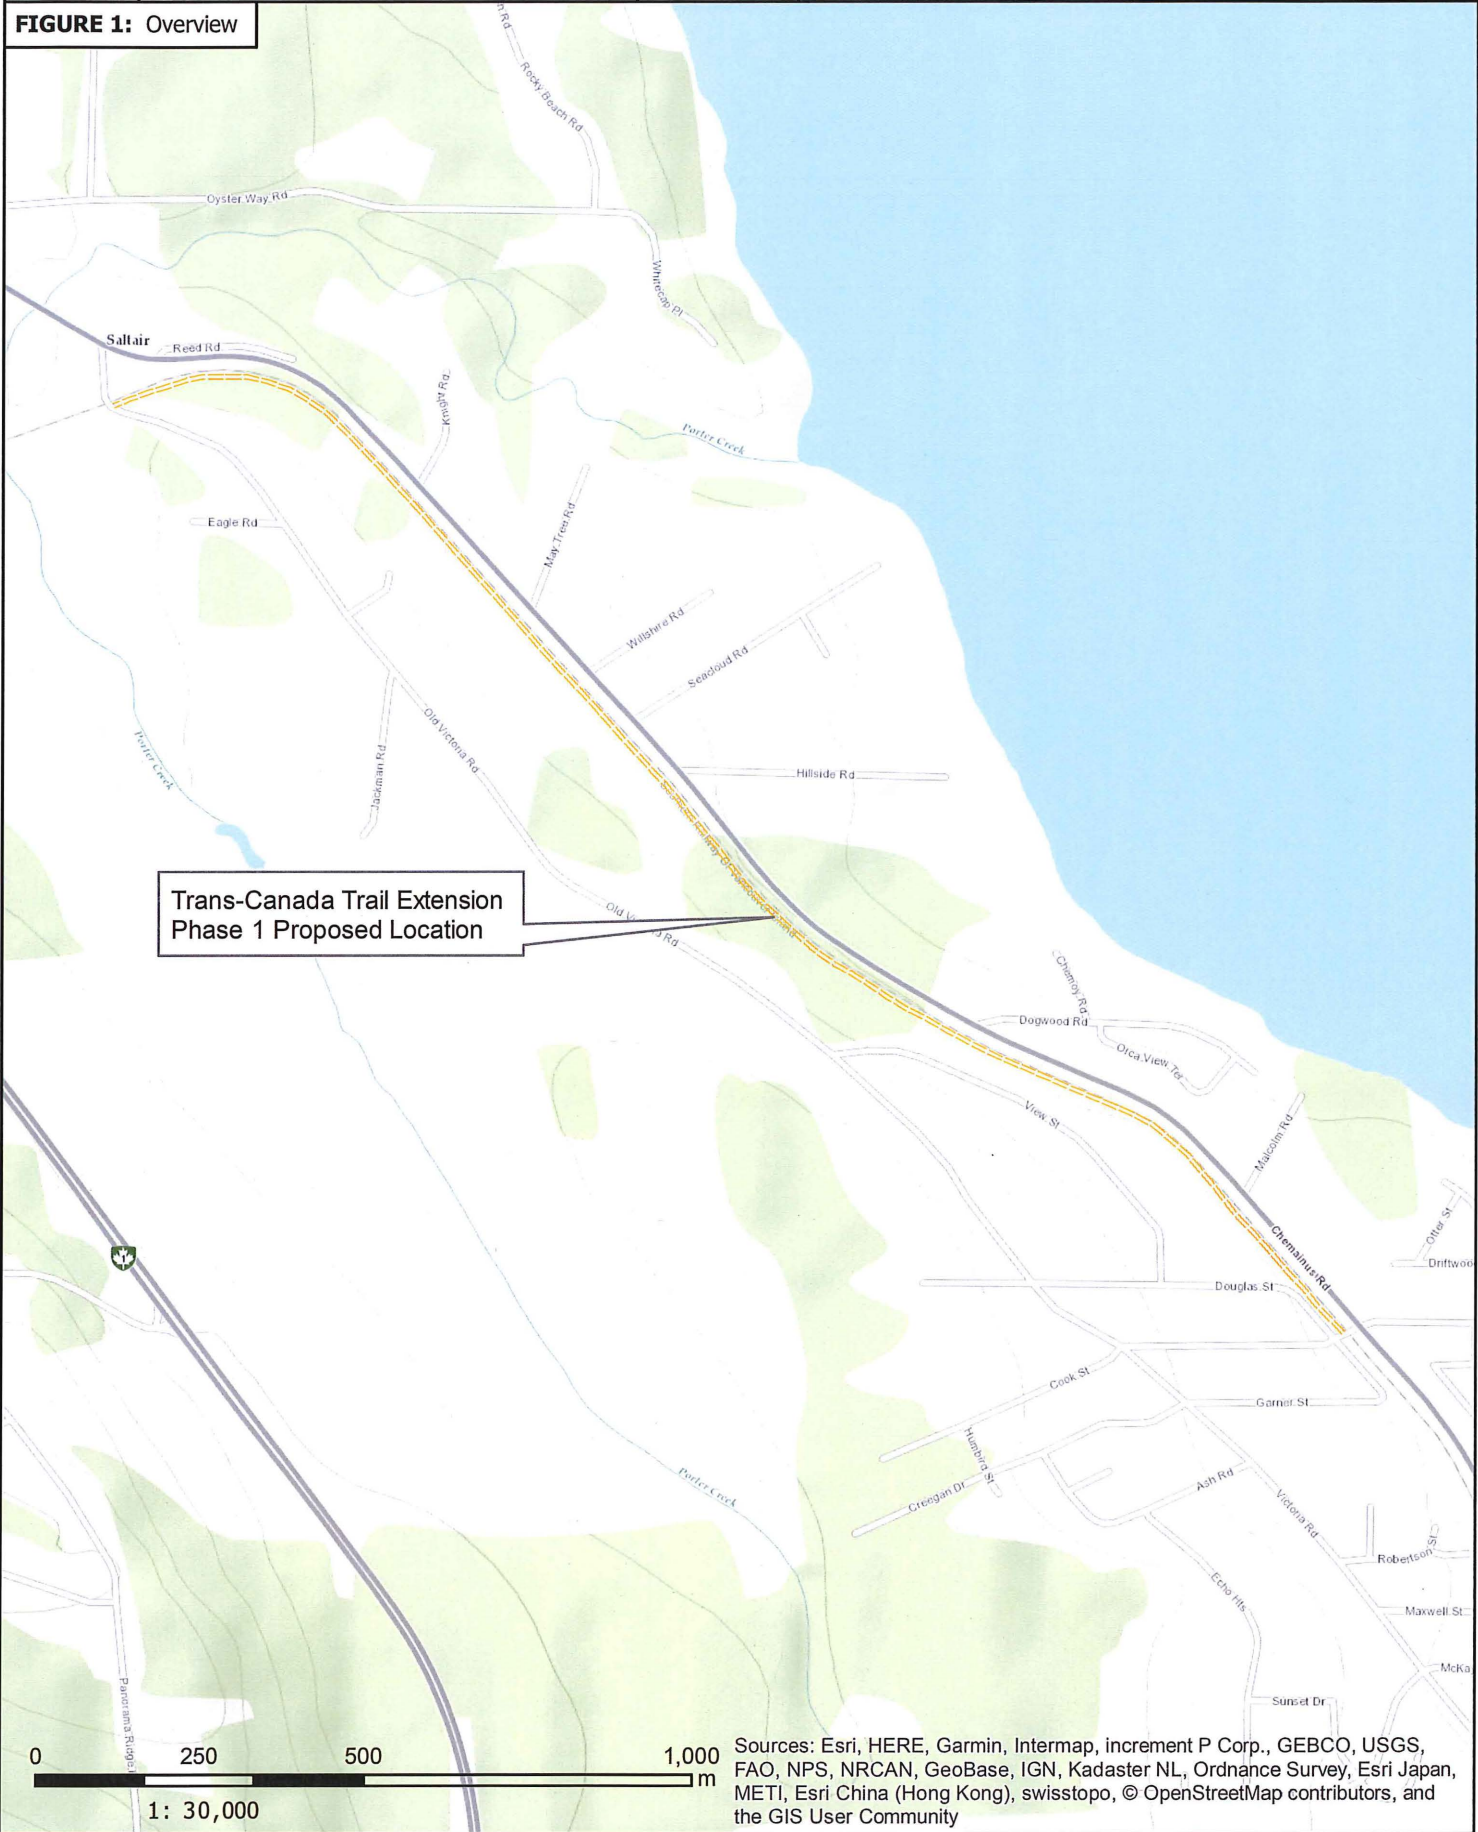 FIGURE 1: Overview
Rocky Beach Rd
Oyster Way Rd
Whitecap Pl
Saltair
Reed Rd
Knight Rd
Porter Creek
Eagle Rd
May Tree Rd
Willshire Rd
Seacloud Rd
Old Victoria Rd
Jackman Rd
Porter Creek
Hillside Rd
Trans-Canada Trail Extension
Phase 1 Proposed Location
Chemoy Rd
Dogwood Rd
Orca View Ter
View St
Malcolm Rd
Otter St
Driftwoo
Chemainus Rd
Douglas St
1
Cook St
Garner St
Humbird St
Creegan Dr
Ash Rd
Porter Creek
Victoria Rd
Robertson St
Echo Hts
Maxwell St
McKa
Sunset Dr
Panorama Ridge
0 250 500 1,000
m
1: 30,000
Sources: Esri, HERE, Garmin, Intermap, increment P Corp., GEBCO, USGS,
FAO, NPS, NRCAN, GeoBase, IGN, Kadaster NL, Ordnance Survey, Esri Japan,
METI, Esri China (Hong Kong), swisstopo, © OpenStreetMap contributors, and
the GIS User Community